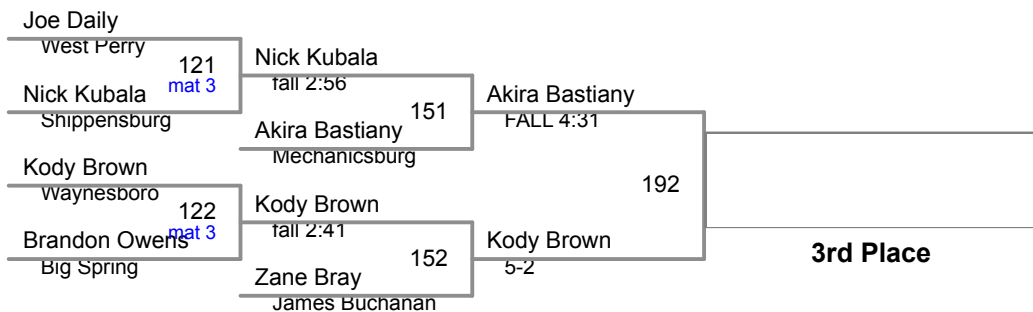 Joe Daily
West Perry
121
mat 3
Nick Kubala
Shippensburg
Kody Brown
Waynesboro
122
mat 3
Brandon Owens
Big Spring
Nick Kubala
fall 2:56
151
Akira Bastiany
Mechanicsburg
Kody Brown
fall 2:41
152
Zane Bray
James Buchanan
Akira Bastiany
FALL 4:31
192
Kody Brown
5-2
3rd Place